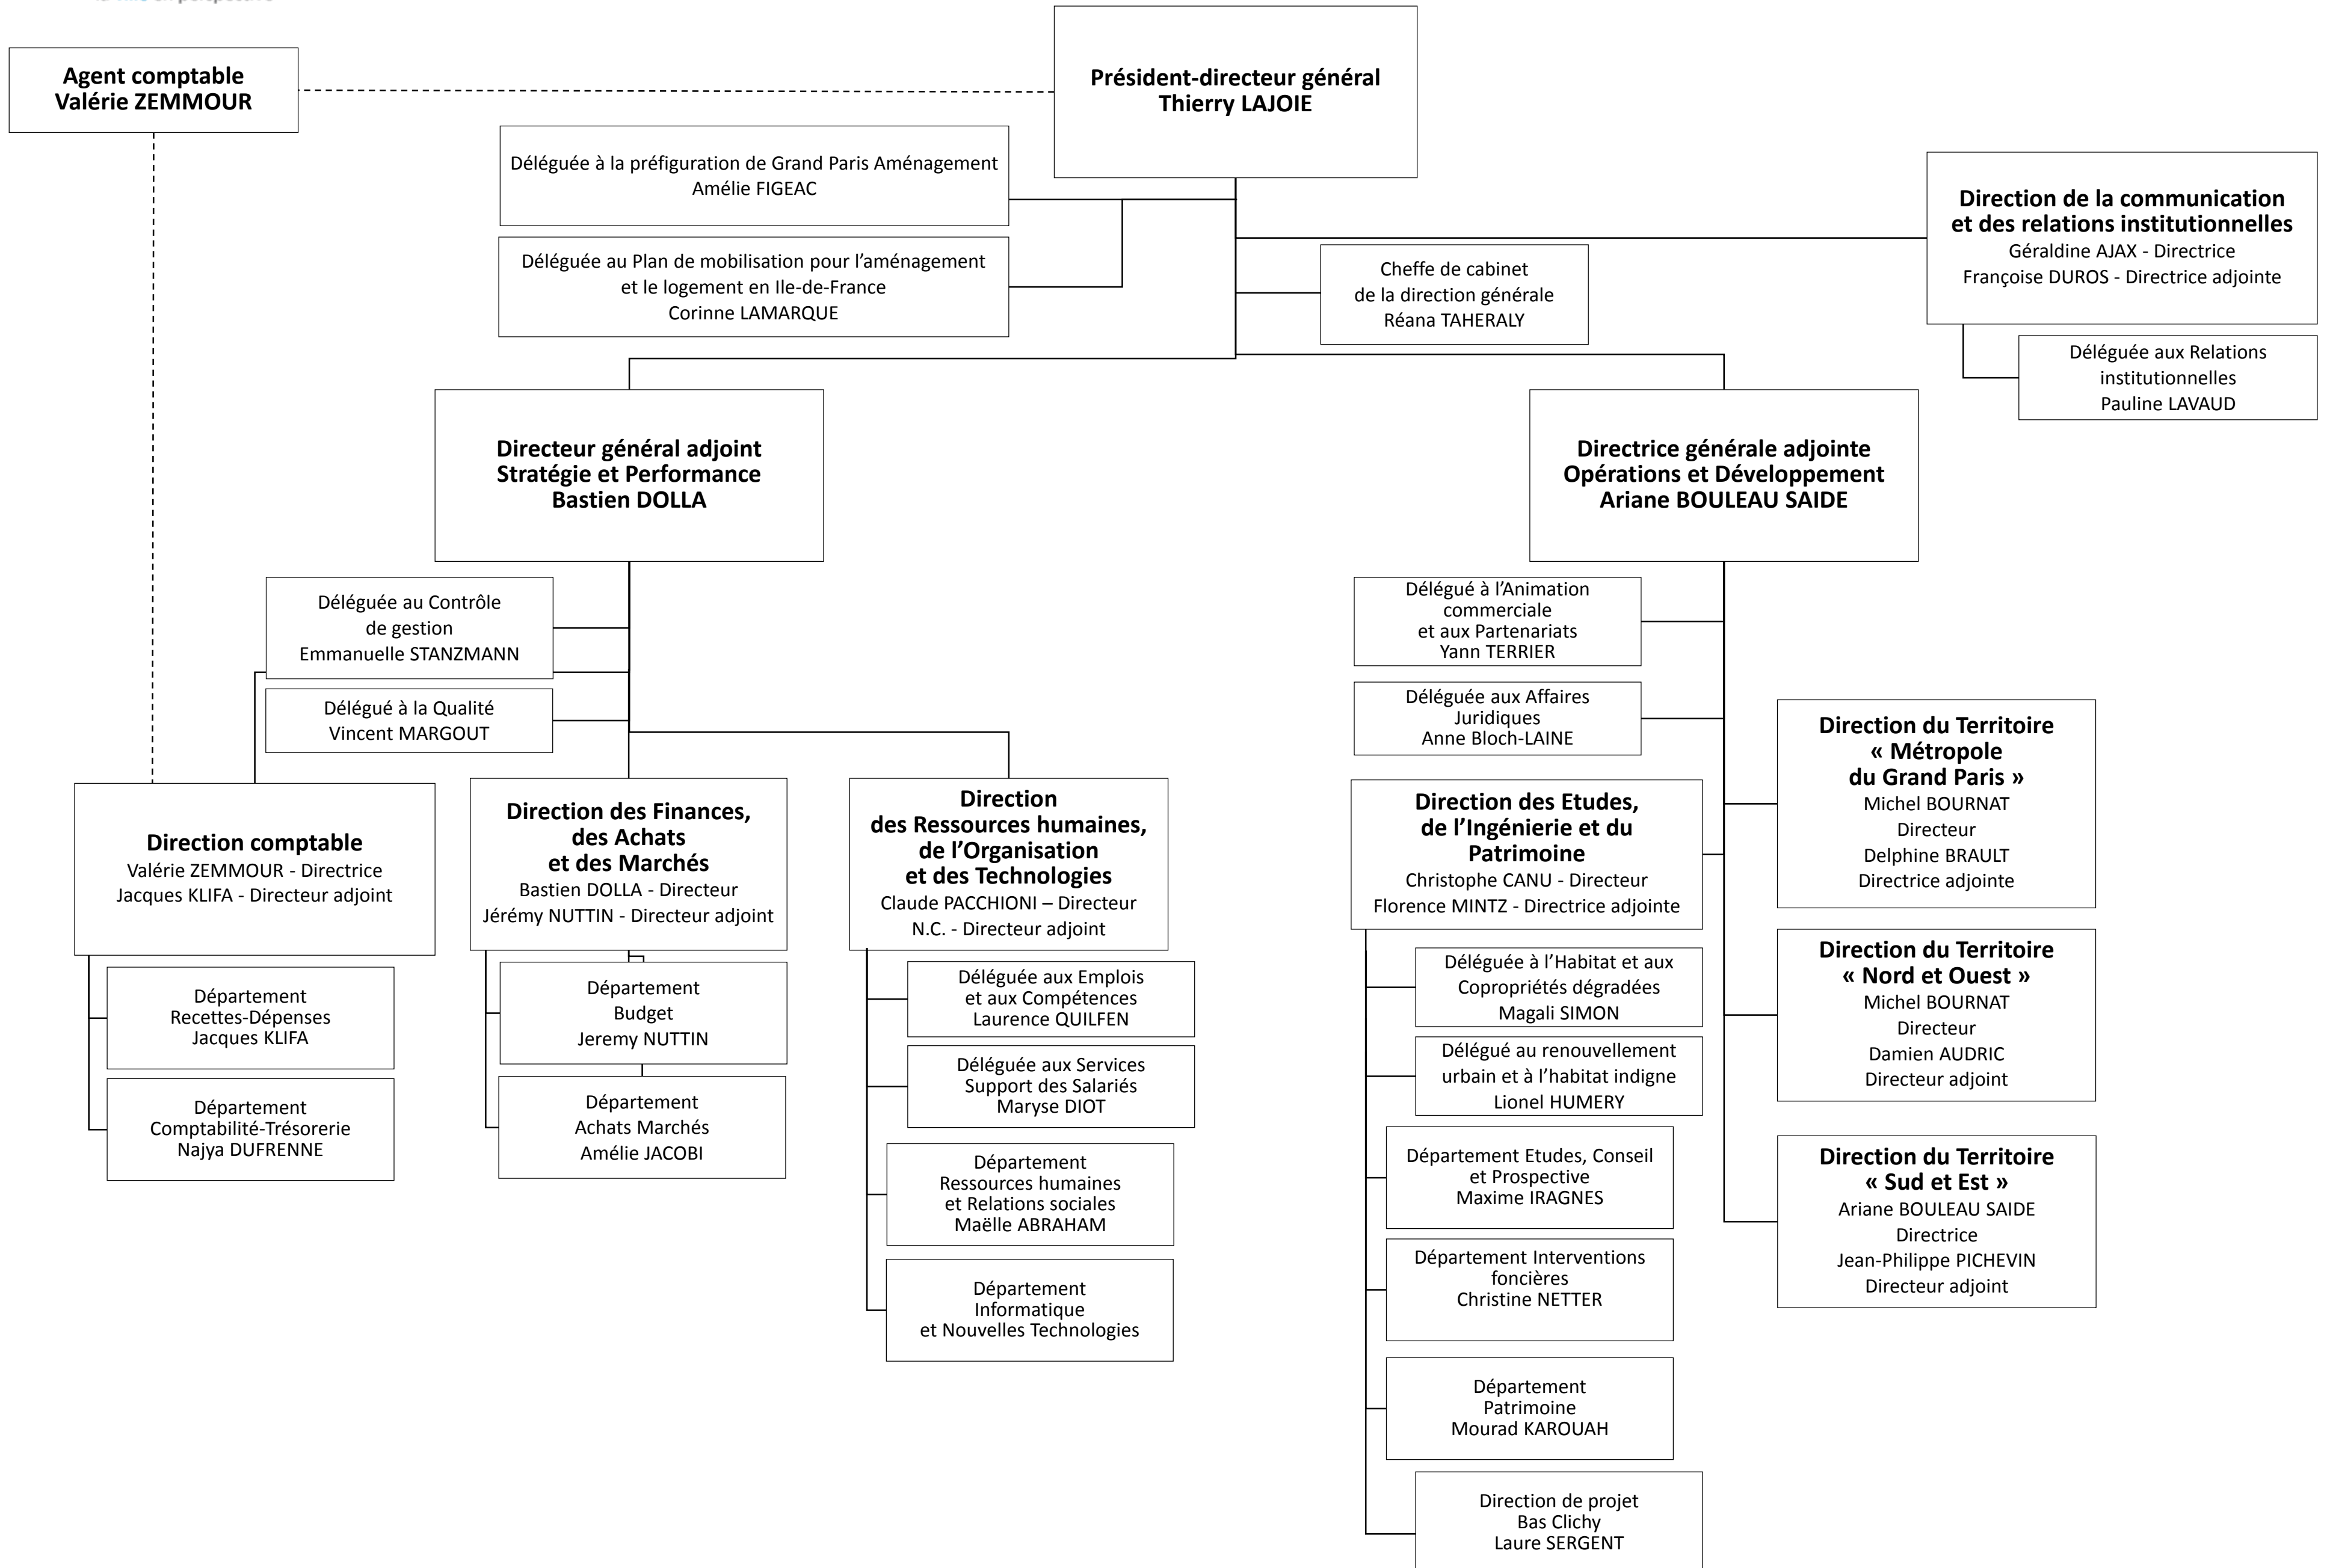 Agent comptable
Valérie ZEMMOUR
Président-directeur général
Thierry LAJOIE
Déléguée à la préfiguration de Grand Paris Aménagement
Amélie FIGEAC
Déléguée au Plan de mobilisation pour l’aménagement
et le logement en Ile-de-France
Corinne LAMARQUE
Cheffe de cabinet
de la direction générale
Réana TAHERALY
Direction de la communication
et des relations institutionnelles
Géraldine AJAX - Directrice
Françoise DUROS - Directrice adjointe
Déléguée aux Relations
institutionnelles
Pauline LAVAUD
Directeur général adjoint
Stratégie et Performance
Bastien DOLLA
Directrice générale adjointe
Opérations et Développement
Ariane BOULEAU SAIDE
Déléguée au Contrôle
de gestion
Emmanuelle STANZMANN
Délégué à la Qualité
Vincent MARGOUT
Direction comptable
Valérie ZEMMOUR - Directrice
Jacques KLIFA - Directeur adjoint
Département
Recettes-Dépenses
Jacques KLIFA
Département
Comptabilité-Trésorerie
Najya DUFRENNE
Direction des Finances,
des Achats
et des Marchés
Bastien DOLLA - Directeur
Jérémy NUTTIN - Directeur adjoint
Département
Budget
Jeremy NUTTIN
Département
Achats Marchés
Amélie JACOBI
Direction
des Ressources humaines,
de l’Organisation
et des Technologies
Claude PACCHIONI – Directeur
N.C. - Directeur adjoint
Déléguée aux Emplois
et aux Compétences
Laurence QUILFEN
Déléguée aux Services
Support des Salariés
Maryse DIOT
Département
Ressources humaines
et Relations sociales
Maëlle ABRAHAM
Département
Informatique
et Nouvelles Technologies
Délégué à l’Animation
commerciale
et aux Partenariats
Yann TERRIER
Déléguée aux Affaires
Juridiques
Anne Bloch-LAINE
Direction des Etudes,
de l’Ingénierie et du
Patrimoine
Christophe CANU - Directeur
Florence MINTZ - Directrice adjointe
Déléguée à l’Habitat et aux
Copropriétés dégradées
Magali SIMON
Délégué au renouvellement
urbain et à l’habitat indigne
Lionel HUMERY
Département Etudes, Conseil
et Prospective
Maxime IRAGNES
Département Interventions
foncières
Christine NETTER
Département
Patrimoine
Mourad KAROUAH
Direction de projet
Bas Clichy
Laure SERGENT
Direction du Territoire
« Métropole
du Grand Paris »
Michel BOURNAT
Directeur
Delphine BRAULT
Directrice adjointe
Direction du Territoire
« Nord et Ouest »
Michel BOURNAT
Directeur
Damien AUDRIC
Directeur adjoint
Direction du Territoire
« Sud et Est »
Ariane BOULEAU SAIDE
Directrice
Jean-Philippe PICHEVIN
Directeur adjoint